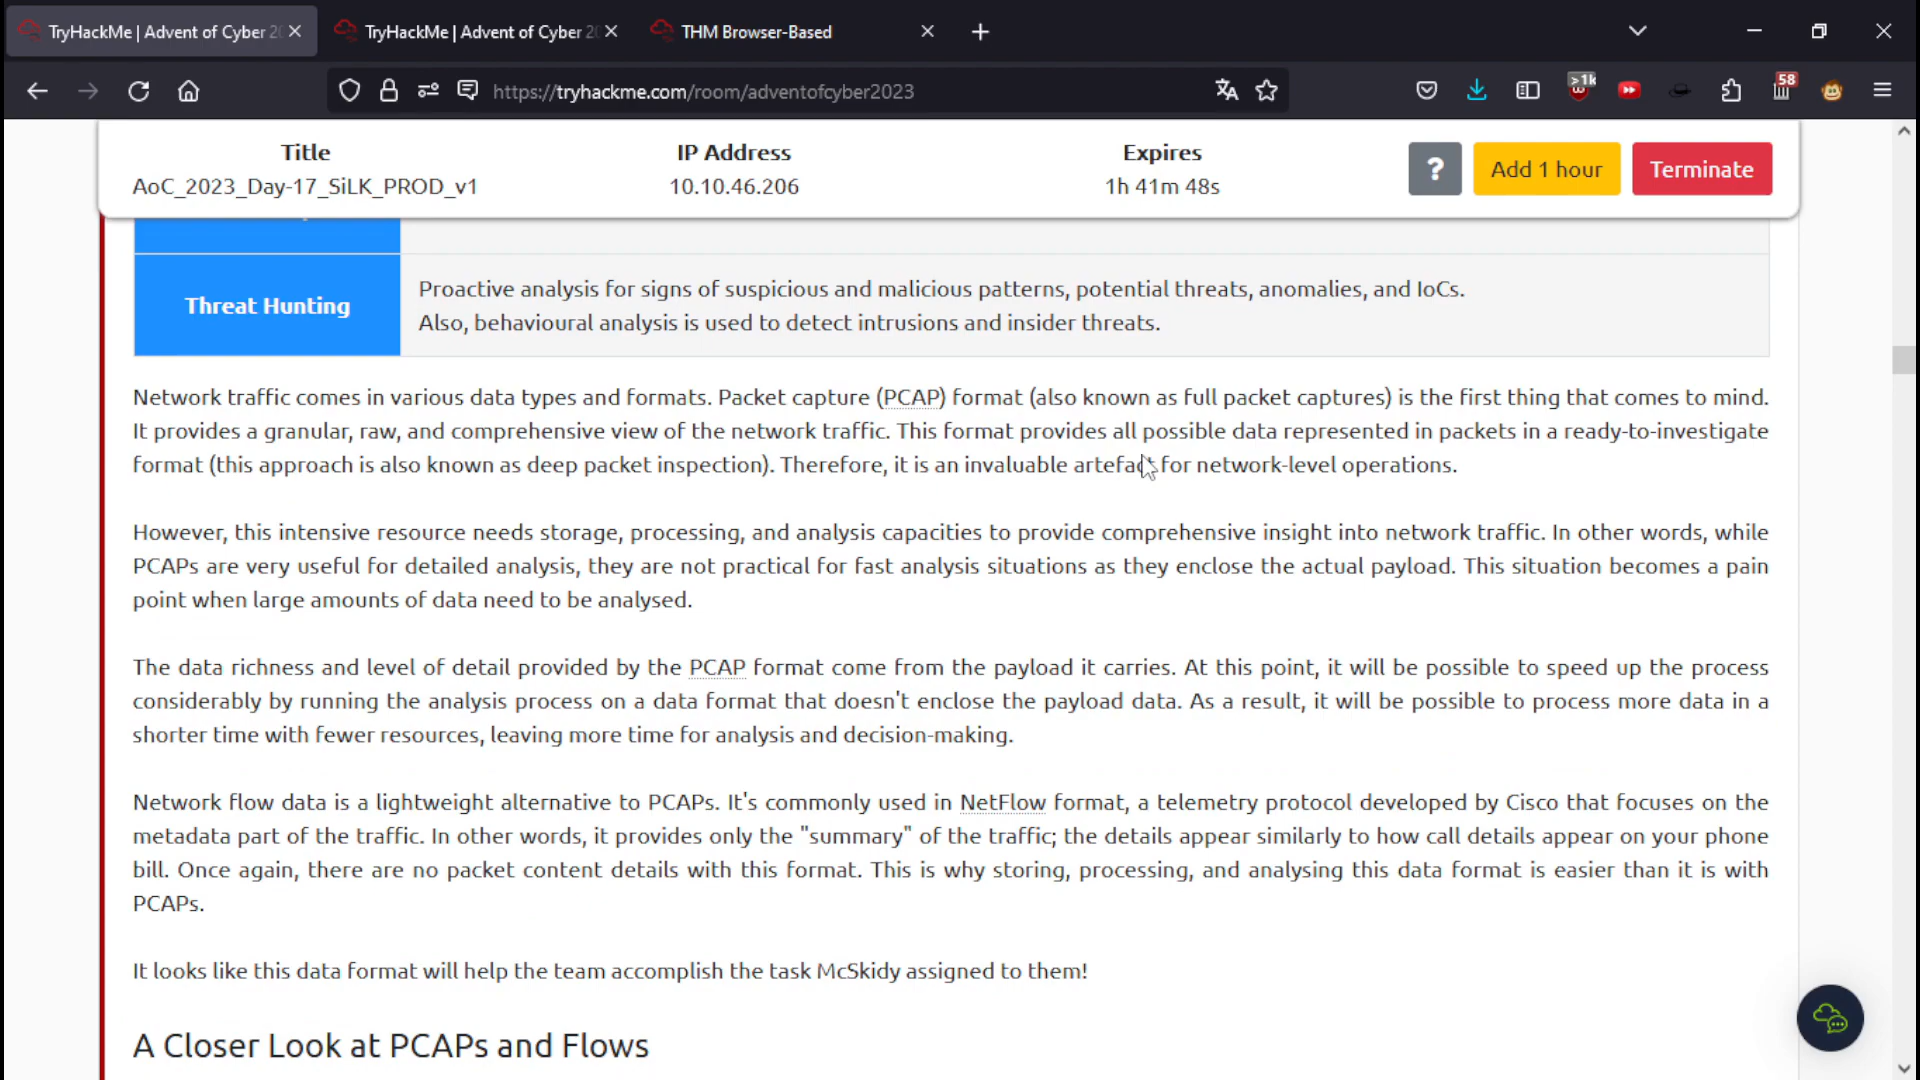 TryHackMe | Advent of Cyber 20
TryHackMe | Advent of Cyber 20
THM Browser-Based
https://tryhackme.com/room/adventofcyber2023
>1k
58
Title
IP Address
Expires
AoC_2023_Day-17_SiLK_PROD_v1
10.10.46.206
1h 41m 48s
?
Add 1 hour
Terminate
Threat Hunting
Proactive analysis for signs of suspicious and malicious patterns, potential threats, anomalies, and IoCs.
Also, behavioural analysis is used to detect intrusions and insider threats.
Network traffic comes in various data types and formats. Packet capture (PCAP) format (also known as full packet captures) is the first thing that comes to mind.
It provides a granular, raw, and comprehensive view of the network traffic. This format provides all possible data represented in packets in a ready-to-investigate
format (this approach is also known as deep packet inspection). Therefore, it is an invaluable artefact for network-level operations.
However, this intensive resource needs storage, processing, and analysis capacities to provide comprehensive insight into network traffic. In other words, while
PCAPs are very useful for detailed analysis, they are not practical for fast analysis situations as they enclose the actual payload. This situation becomes a pain
point when large amounts of data need to be analysed.
The data richness and level of detail provided by the PCAP format come from the payload it carries. At this point, it will be possible to speed up the process
considerably by running the analysis process on a data format that doesn't enclose the payload data. As a result, it will be possible to process more data in a
shorter time with fewer resources, leaving more time for analysis and decision-making.
Network flow data is a lightweight alternative to PCAPs. It's commonly used in NetFlow format, a telemetry protocol developed by Cisco that focuses on the
metadata part of the traffic. In other words, it provides only the "summary" of the traffic; the details appear similarly to how call details appear on your phone
bill. Once again, there are no packet content details with this format. This is why storing, processing, and analysing this data format is easier than it is with
PCAPs.
It looks like this data format will help the team accomplish the task McSkidy assigned to them!
A Closer Look at PCAPs and Flows